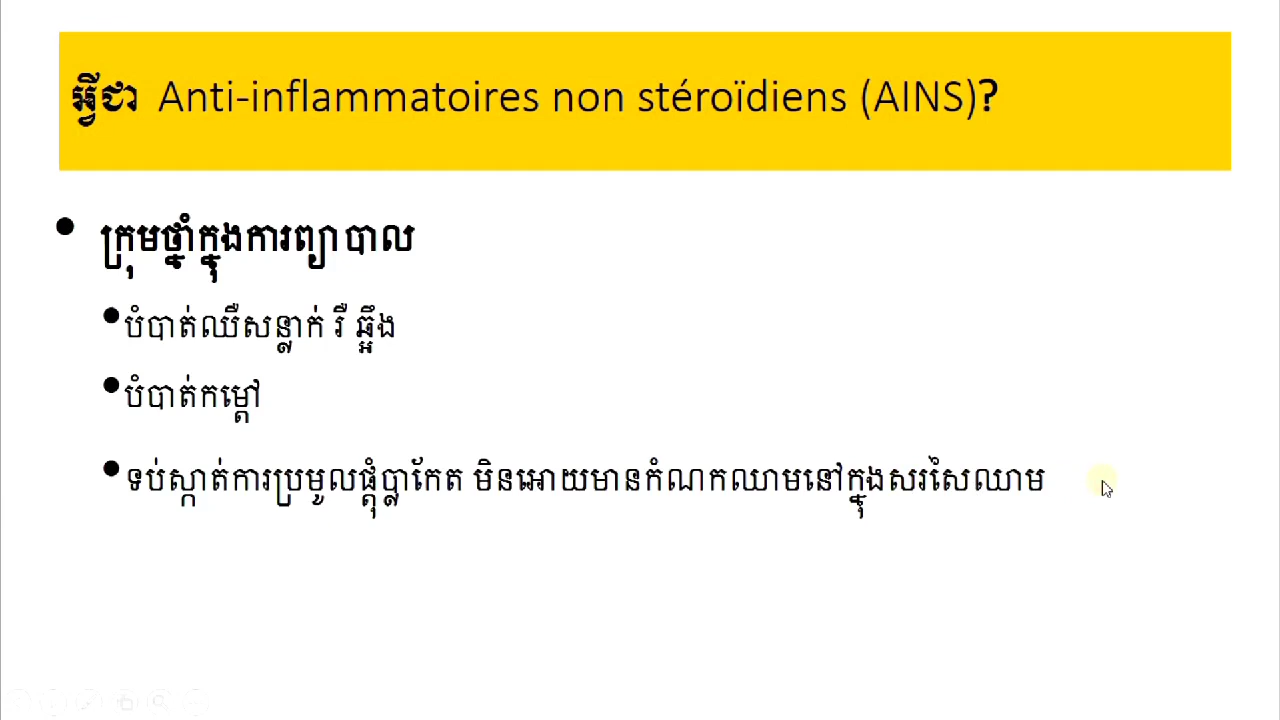 អ្វីជា Anti-inflammatoires non stéroïdiens (AINS)?
• ក្រុមថ្នាំក្នុងការព្យាបាល
•បំបាត់ឈឺសន្លាក់ រឺ ឆ្អឹង
•បំបាត់កម្ដៅ
•ទប់ស្កាត់ការប្រមូលផ្ដុំប្លាកែត មិនអោយមានកំណកឈាមនៅក្នុងសរសៃឈាម